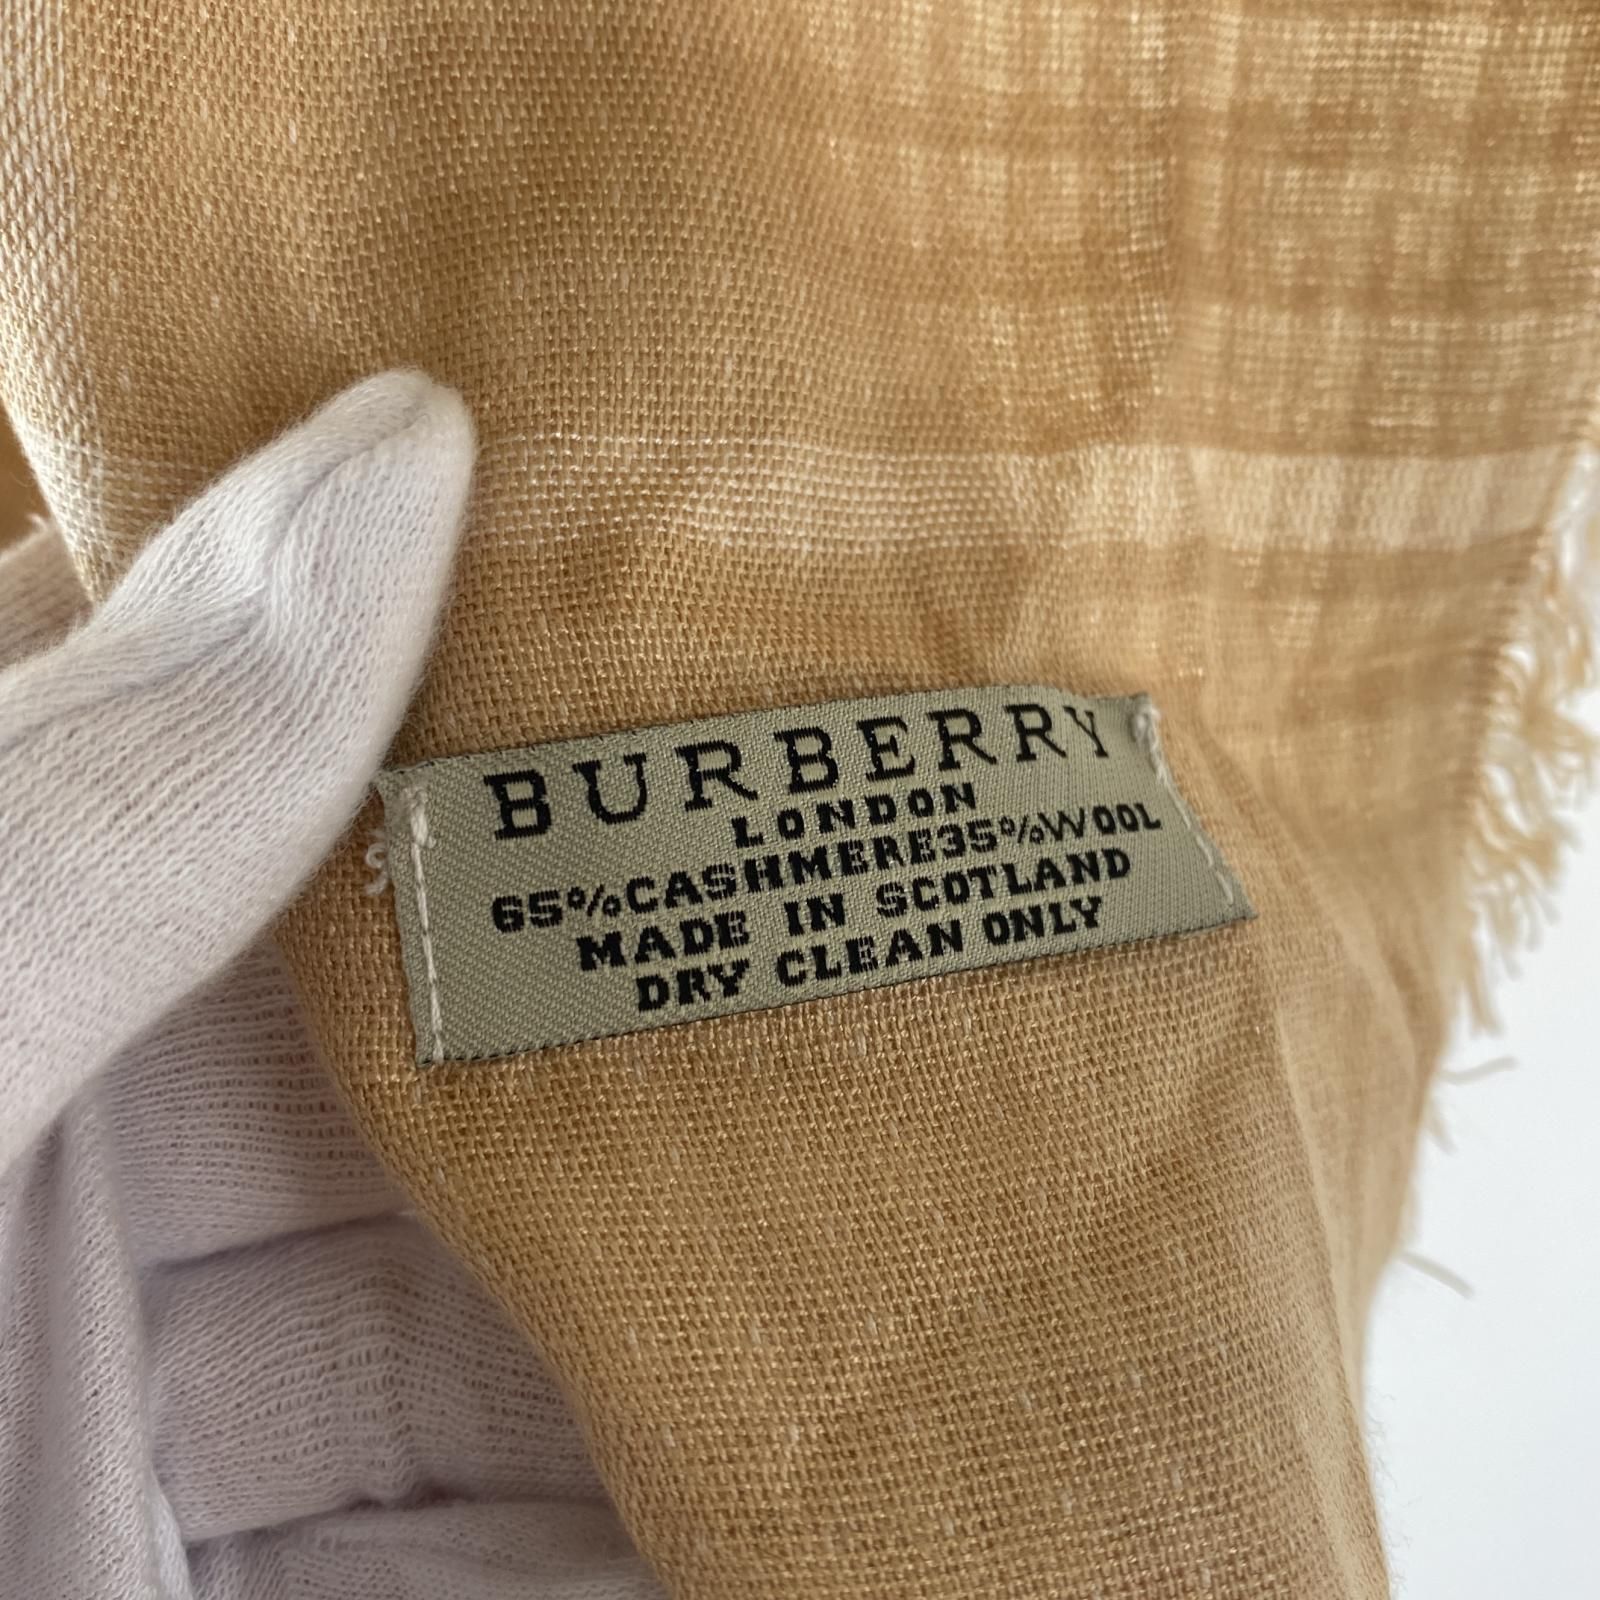 BURBERRY
LONDON
65%CASHMERE35%WOOL
MADE IN SCOTLAND
DRY CLEAN ONLY